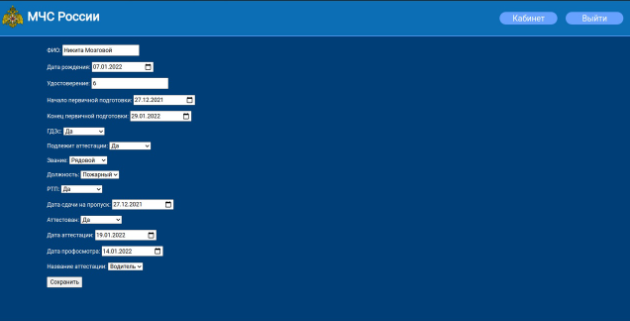 МЧС России
Кабинет Выйти
ФИО: Никита Мозговой
Дата рождений: 07.01.2022
Удостоверение: 6
Начало первичной подготовки: 27.12.2021
Конец первичной подготовки: 29.01.2022
ГДЗс: Да
Подлежит аттестации: Да
Звание: Рядовой
Должность: Пожарный
РТП: Да
Дата сдачи на пропуск: 27.12.2021
Аттестован: Да
Дата аттестации: 19.01.2022
Дата профосмотра: 14.01.2022
Название аттестации: Водитель
Сохранить